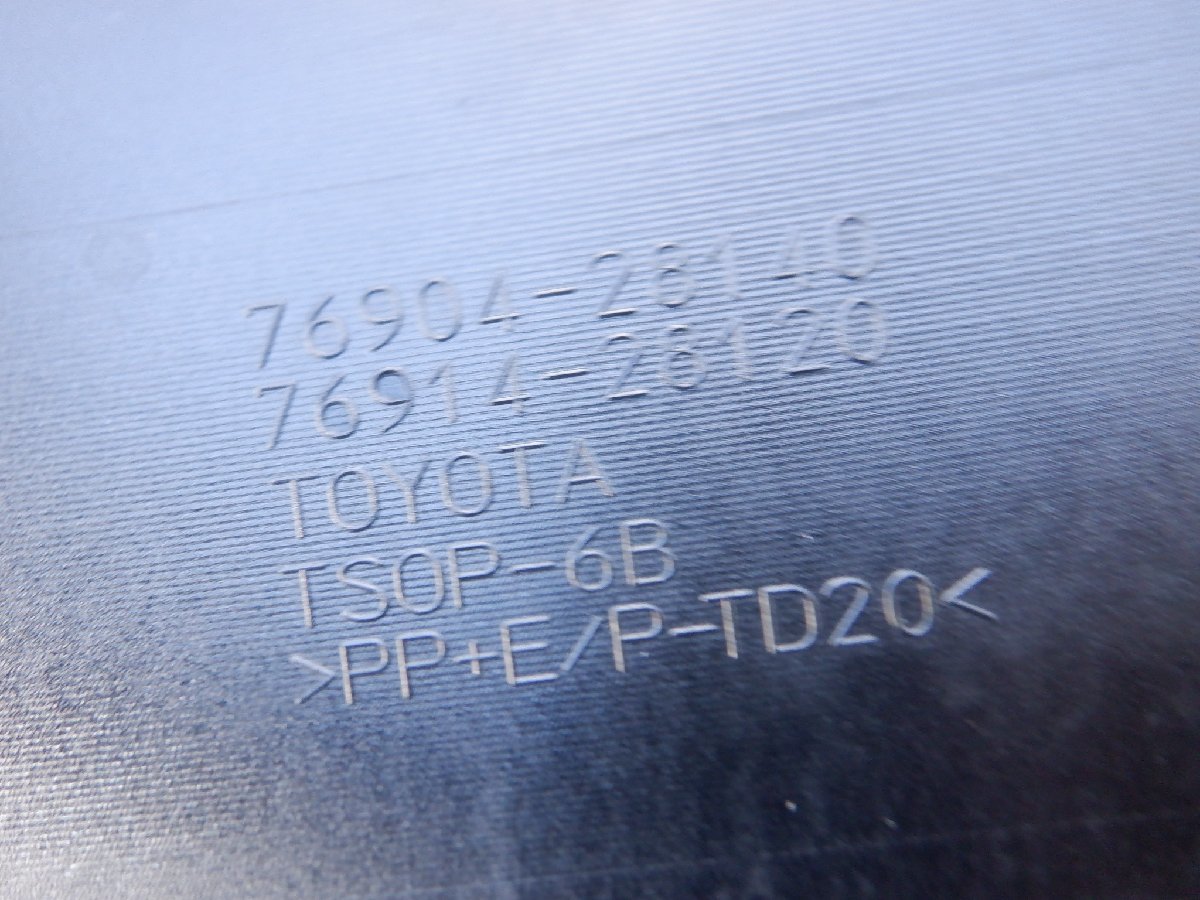 76904-28140
76914-28120
TOYOTA
TSOP-6B
>PP+E/P-TD20<